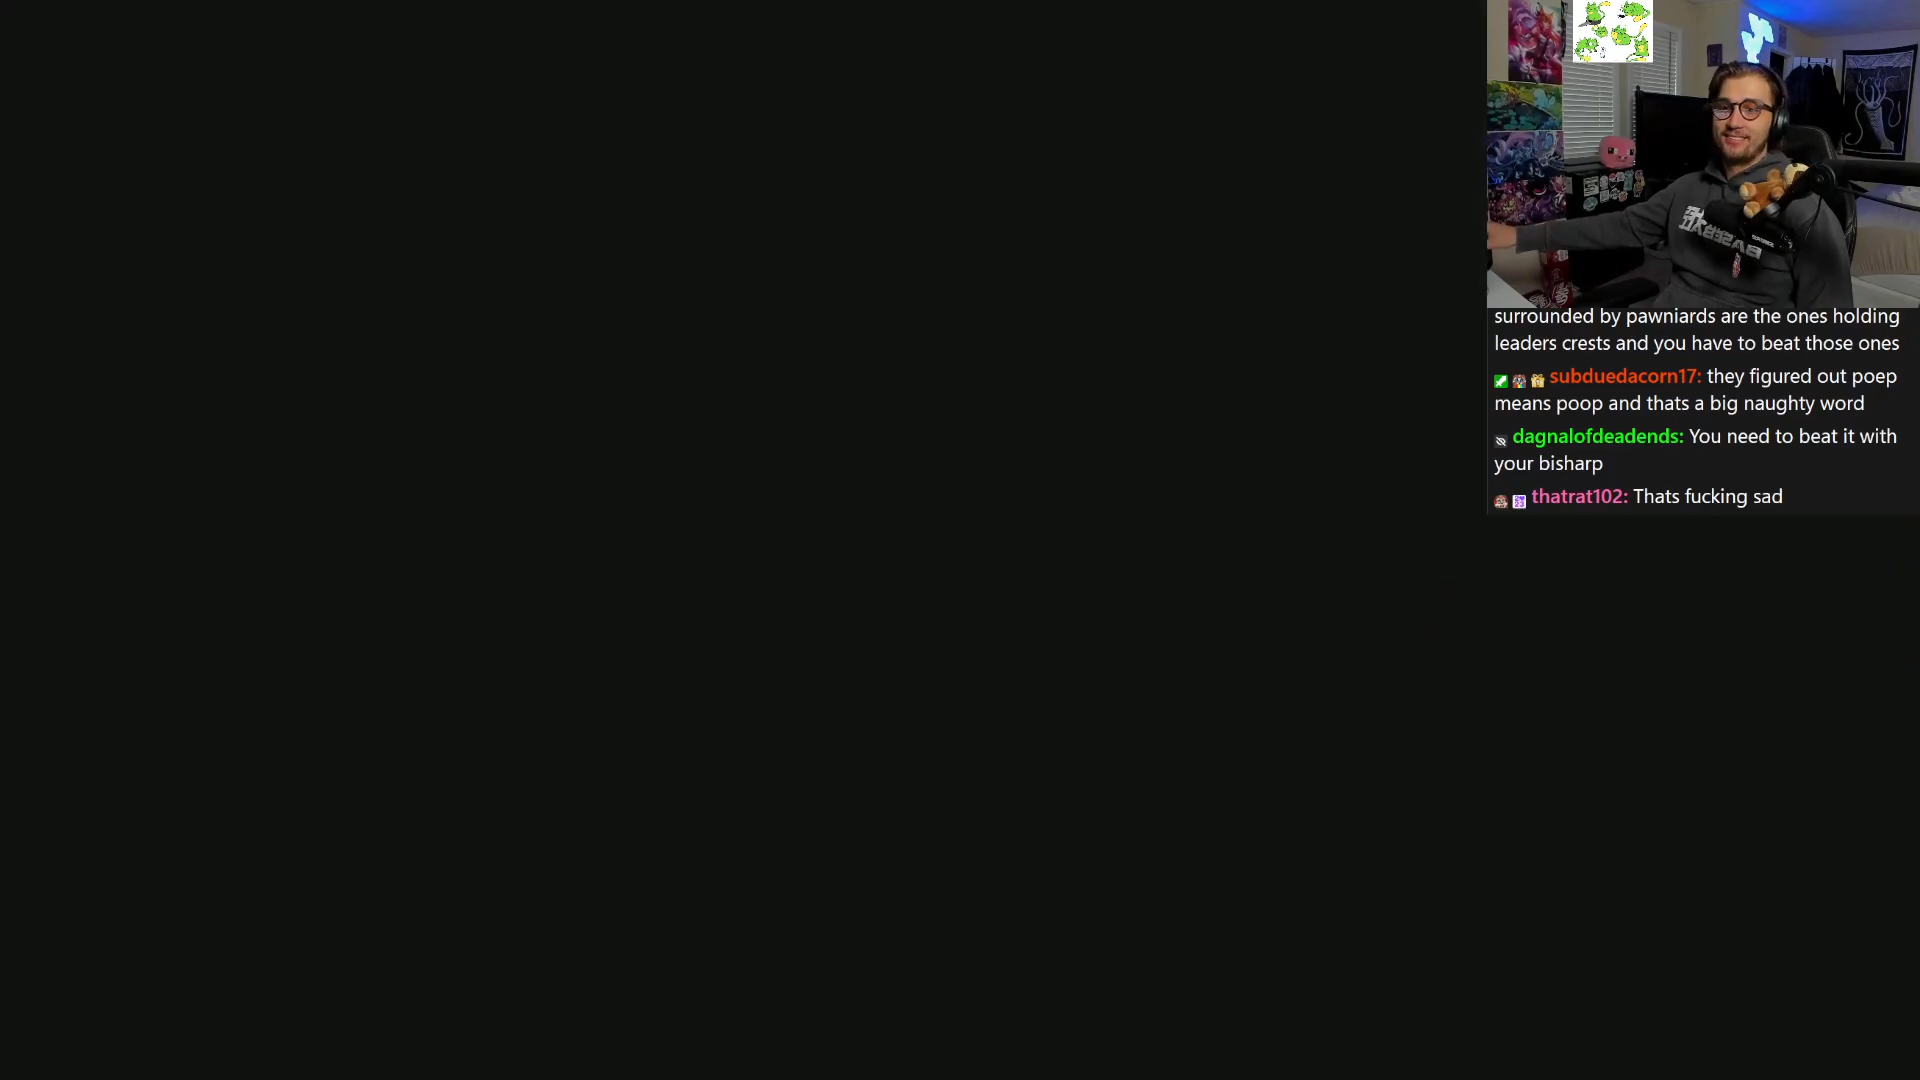 surrounded by pawniards are the ones holding
leaders crests and you have to beat those ones
subduedacorn17: they figured out poep
means poop and thats a big naughty word
dagnalofdeadends: You need to beat it with
your bisharp
thatrat102: Thats fucking sad